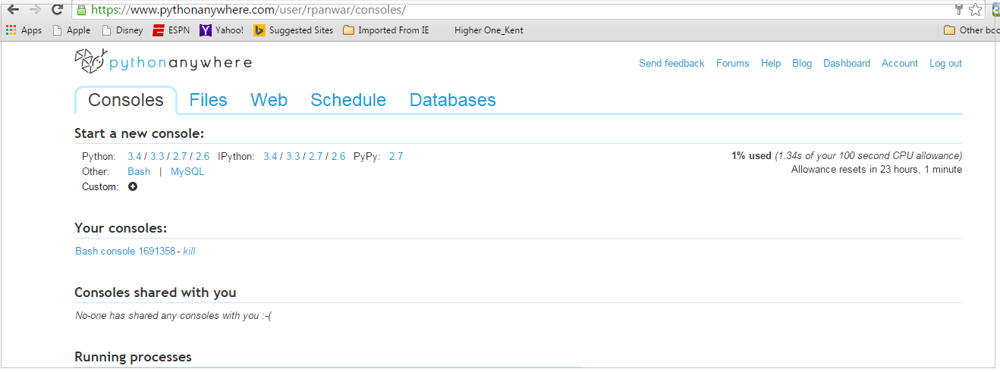 https://www.pythonanywhere.com/user/rpanwar/consoles/
Apps Apple Disney ESPN Yahoo! Suggested Sites Imported From IE Higher One_Kent Other boo
pythonanywhere
Send feedback Forums Help Blog Dashboard Account Log out
Consoles Files Web Schedule Databases
Start a new console:
Python: 3.4 / 3.3 / 2.7 / 2.6 IPython: 3.4 / 3.3 / 2.7 / 2.6 PyPy: 2.7
1% used (1.34s of your 100 second CPU allowance)
Other: Bash | MySQL
Allowance resets in 23 hours, 1 minute
Custom:
Your consoles:
Bash console 1691358 - kill
Consoles shared with you
No-one has shared any consoles with you :-(
Running processes